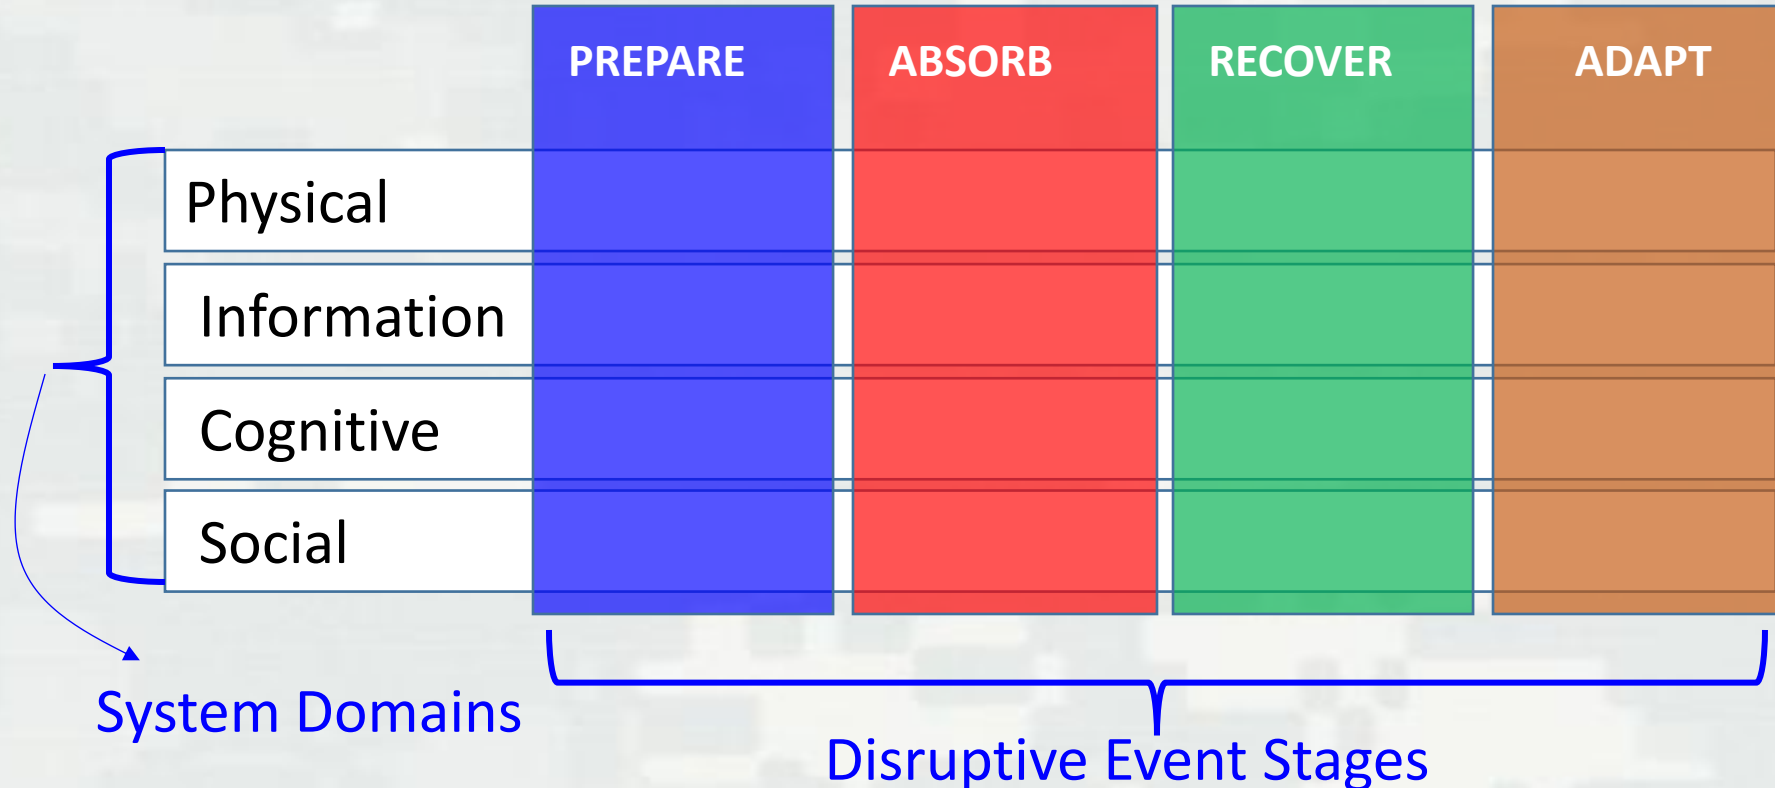 PREPARE ABSORB RECOVER ADAPT
Physical
Information
Cognitive
Social
System Domains
Disruptive Event Stages